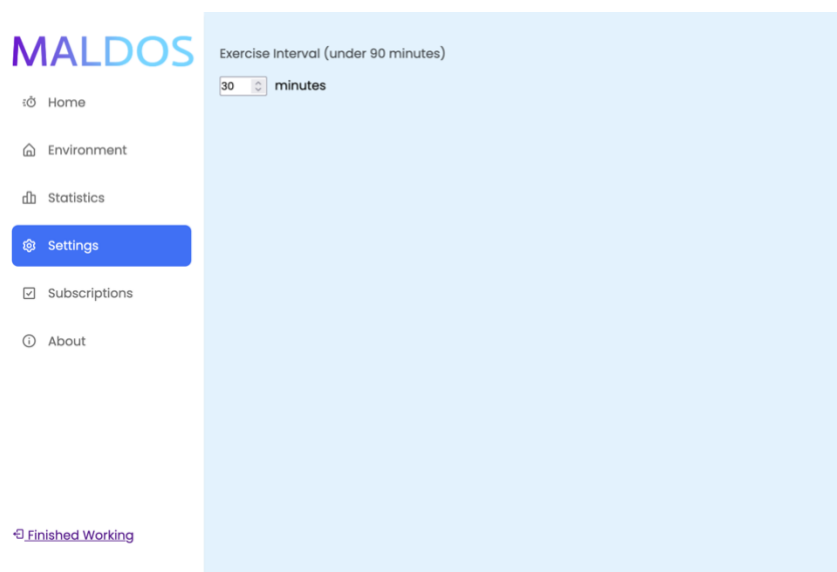 MALDOS
Home
Environment
Statistics
Settings
Subscriptions
About
Finished Working
Exercise Interval (under 90 minutes)
30 minutes